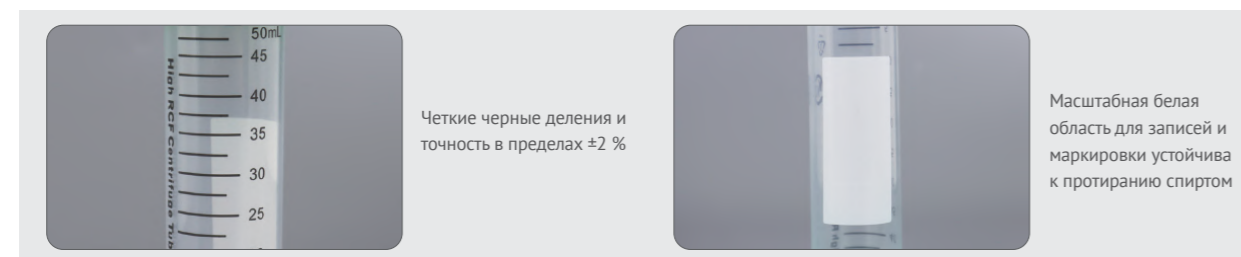 50mL
45
40
35
30
25
High RCF Centrifuge Tub
Четкие черные деления и
точность в пределах ±2 %
Масштабная белая
область для записей и
маркировки устойчива
к протиранию спиртом